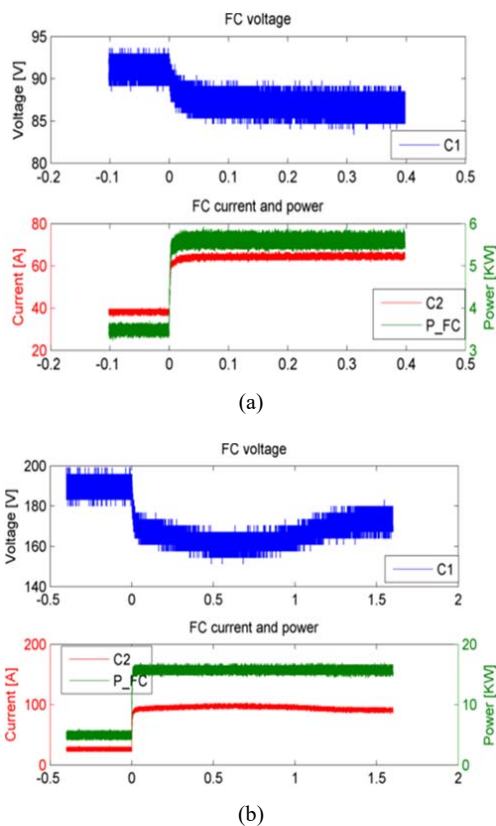 FC voltage
Voltage [V]
95
90
85
80
C1
-0.2 -0.1 0 0.1 0.2 0.3 0.4 0.5
FC current and power
Current [A]
80
60
40
20
Power [KW]
6
5
4
3
C2
P_FC
-0.2 -0.1 0 0.1 0.2 0.3 0.4 0.5
(a)
FC voltage
Voltage [V]
200
180
160
140
C1
-0.5 0 0.5 1 1.5 2
FC current and power
Current [A]
200
100
0
Power [KW]
20
10
0
C2
P_FC
-0.5 0 0.5 1 1.5 2
(b)